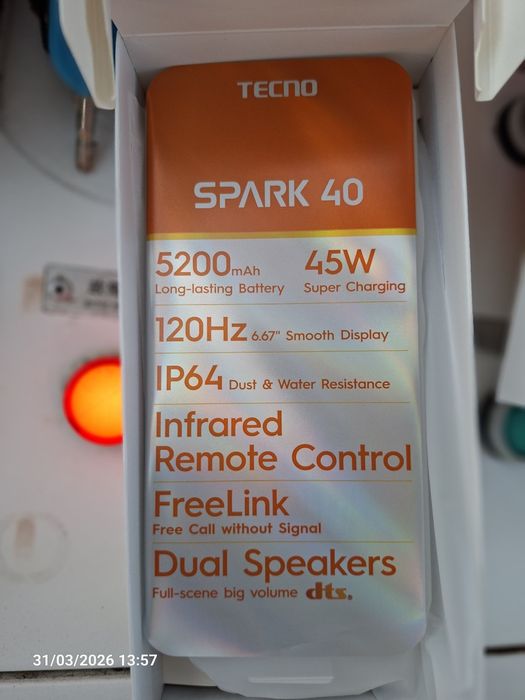 TECNO
SPARK 40
5200mAh 45W
Long-lasting Battery Super Charging
120Hz 6.67" Smooth Display
IP64 Dust & Water Resistance
Infrared
Remote Control
FreeLink
Free Call without Signal
Dual Speakers
Full-scene big volume dts.
31/03/2026 13:57